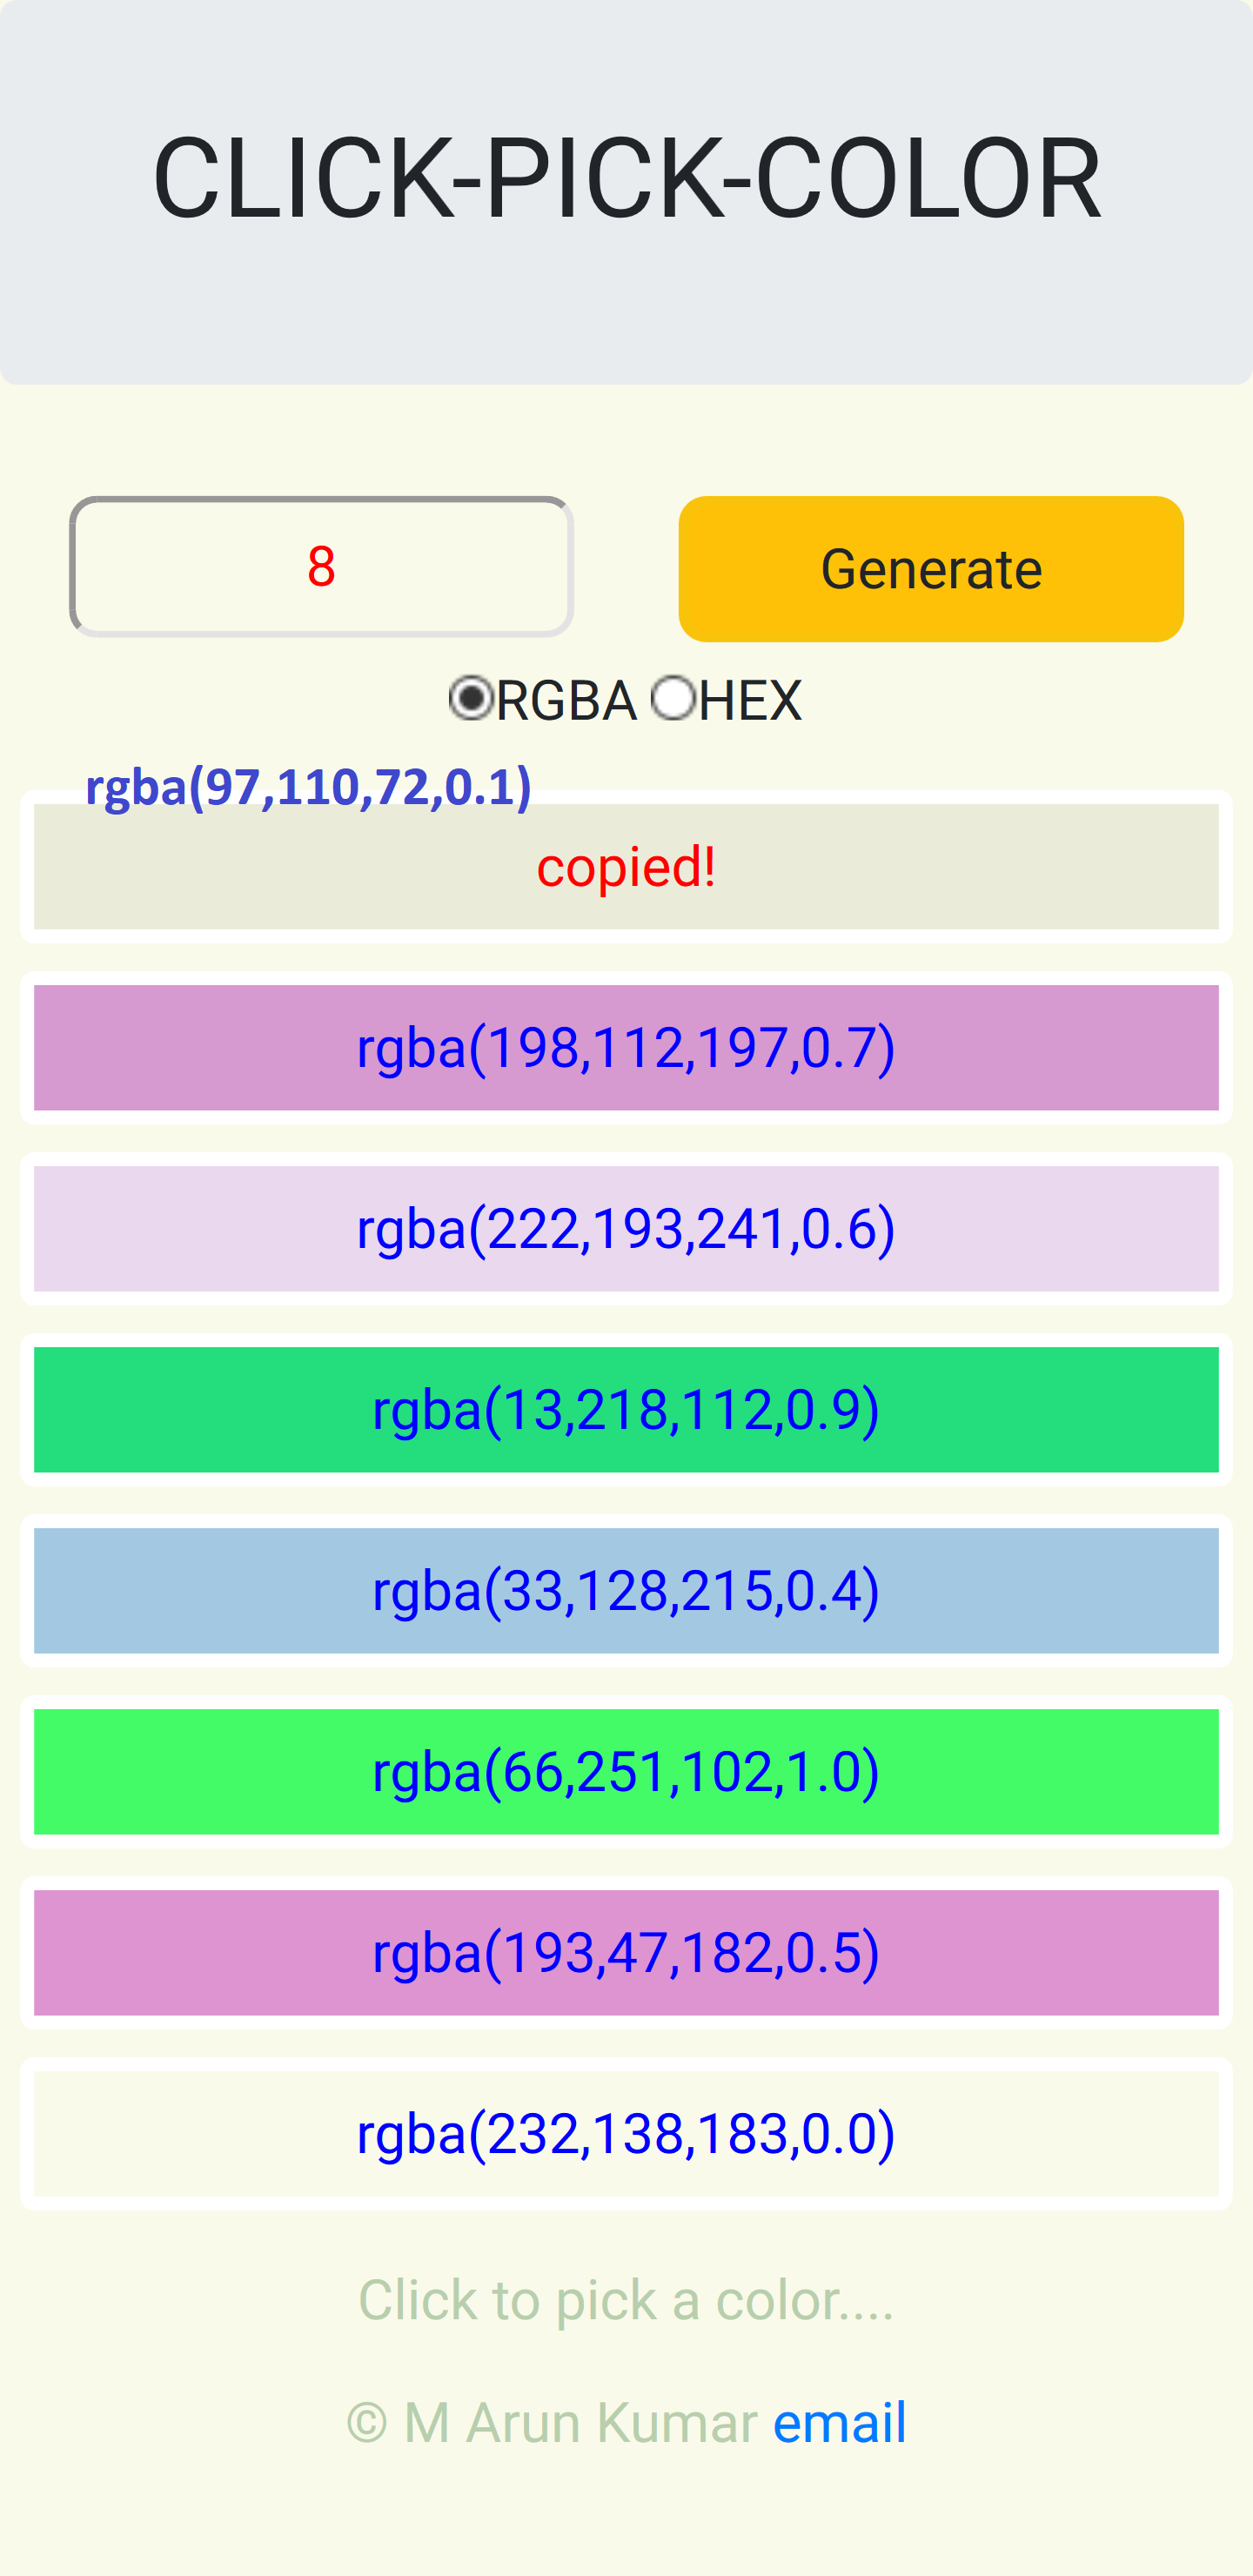 CLICK-PICK-COLOR
8
Generate
RGBA HEX
rgba(97,110,72,0.1)
copied!
rgba(198,112,197,0.7)
rgba(222,193,241,0.6)
rgba(13,218,112,0.9)
rgba(33,128,215,0.4)
rgba(66,251,102,1.0)
rgba(193,47,182,0.5)
rgba(232,138,183,0.0)
Click to pick a color....
© M Arun Kumar email